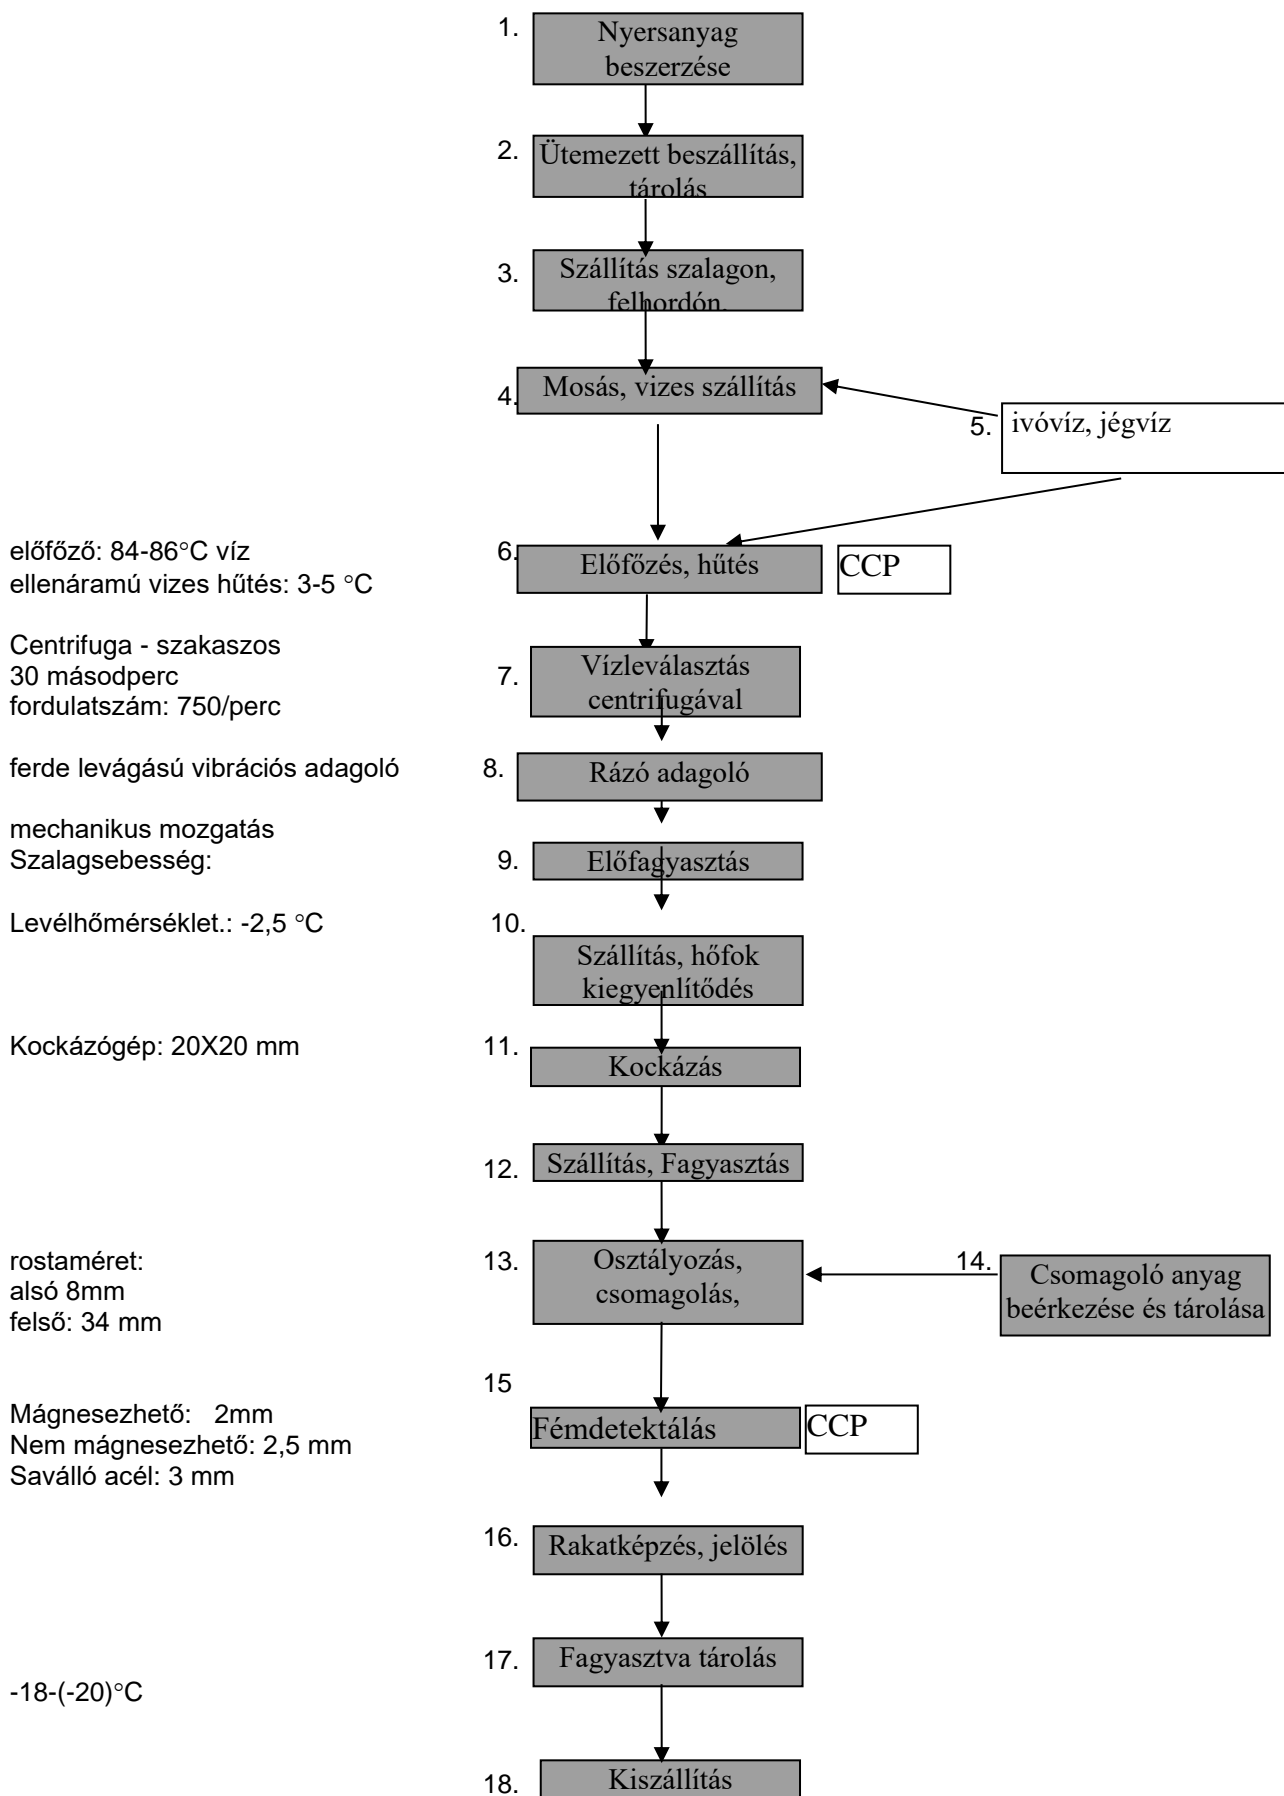 1.
Nyersanyag
beszerzése
2.
Ütemezett beszállítás,
tárolás
3.
Szállítás szalagon,
felhordón.
4.
Mosás, vizes szállítás
5.
ivóvíz, jégvíz
előfőző: 84-86°C víz
ellenáramú vizes hűtés: 3-5 °C
6.
Előfőzés, hűtés
CCP
Centrifuga - szakaszos
30 másodperc
fordulatszám: 750/perc
7.
Vízleválasztás
centrifugával
ferde levágású vibrációs adagoló
8.
Rázó adagoló
mechanikus mozgatás
Szalagsebesség:
9.
Előfagyasztás
Levélhőmérséklet.: -2,5 °C
10.
Szállítás, hőfok
kiegyenlítődés
Kockázógép: 20X20 mm
11.
Kockázás
12.
Szállítás, Fagyasztás
rostaméret:
alsó 8mm
felső: 34 mm
13.
Osztályozás,
csomagolás,
14.
Csomagoló anyag
beérkezése és tárolása
15
Mágnesezhető: 2mm
Nem mágnesezhető: 2,5 mm
Saválló acél: 3 mm
Fémdetektálás
CCP
16.
Rakatképzés, jelölés
17.
Fagyasztva tárolás
-18-(-20)°C
18.
Kiszállítás